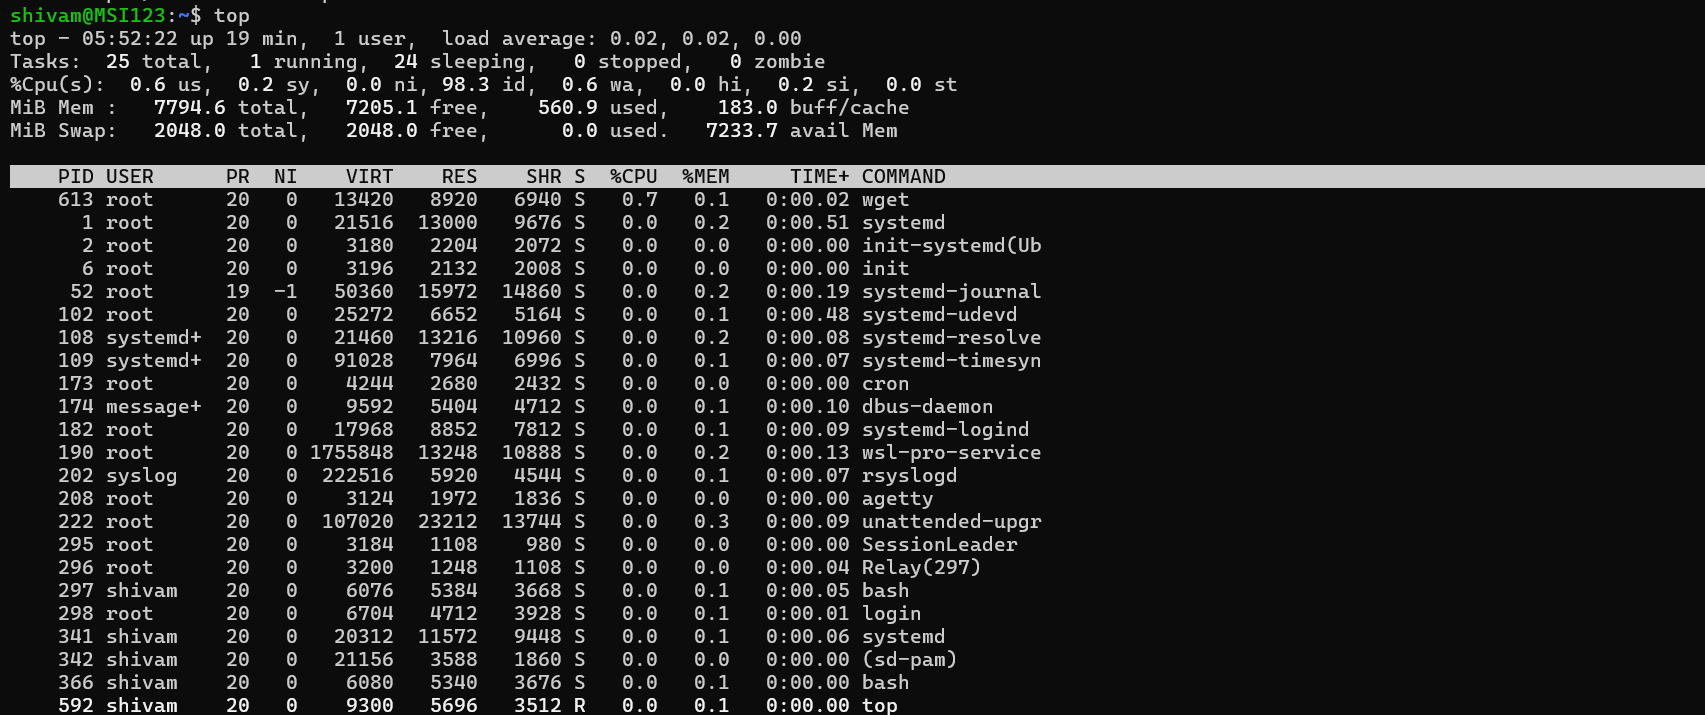 shivam@MSI123:~$ top
top - 05:52:22 up 19 min,  1 user,  load average: 0.02, 0.02, 0.00
Tasks:  25 total,   1 running,  24 sleeping,   0 stopped,   0 zombie
%Cpu(s):  0.6 us,  0.2 sy,  0.0 ni, 98.3 id,  0.6 wa,  0.0 hi,  0.2 si,  0.0 st
MiB Mem :   7794.6 total,   7205.1 free,    560.9 used,    183.0 buff/cache
MiB Swap:   2048.0 total,   2048.0 free,      0.0 used.   7233.7 avail Mem
    PID USER      PR  NI    VIRT    RES    SHR S  %CPU  %MEM     TIME+ COMMAND
    613 root      20   0   13420   8920   6940 S   0.7   0.1   0:00.02 wget
      1 root      20   0   21516  13000   9676 S   0.0   0.2   0:00.51 systemd
      2 root      20   0    3180   2204   2072 S   0.0   0.0   0:00.00 init-systemd(Ub
      6 root      20   0    3196   2132   2008 S   0.0   0.0   0:00.00 init
     52 root      19  -1   50360  15972  14860 S   0.0   0.2   0:00.19 systemd-journal
    102 root      20   0   25272   6652   5164 S   0.0   0.1   0:00.48 systemd-udevd
    108 systemd+  20   0   21460  13216  10960 S   0.0   0.2   0:00.08 systemd-resolve
    109 systemd+  20   0   91028   7964   6996 S   0.0   0.1   0:00.07 systemd-timesyn
    173 root      20   0    4244   2680   2432 S   0.0   0.0   0:00.00 cron
    174 message+  20   0    9592   5404   4712 S   0.0   0.1   0:00.10 dbus-daemon
    182 root      20   0   17968   8852   7812 S   0.0   0.1   0:00.09 systemd-logind
    190 root      20   0 1755848  13248  10888 S   0.0   0.2   0:00.13 wsl-pro-service
    202 syslog    20   0  222516   5920   4544 S   0.0   0.1   0:00.07 rsyslogd
    208 root      20   0    3124   1972   1836 S   0.0   0.0   0:00.00 agetty
    222 root      20   0  107020  23212  13744 S   0.0   0.3   0:00.09 unattended-upgr
    295 root      20   0    3184   1108    980 S   0.0   0.0   0:00.00 SessionLeader
    296 root      20   0    3200   1248   1108 S   0.0   0.0   0:00.04 Relay(297)
    297 shivam    20   0    6076   5384   3668 S   0.0   0.1   0:00.05 bash
    298 root      20   0    6704   4712   3928 S   0.0   0.1   0:00.01 login
    341 shivam    20   0   20312  11572   9448 S   0.0   0.1   0:00.06 systemd
    342 shivam    20   0   21156   3588   1860 S   0.0   0.0   0:00.00 (sd-pam)
    366 shivam    20   0    6080   5340   3676 S   0.0   0.1   0:00.00 bash
    592 shivam    20   0    9300   5696   3512 R   0.0   0.1   0:00.00 top